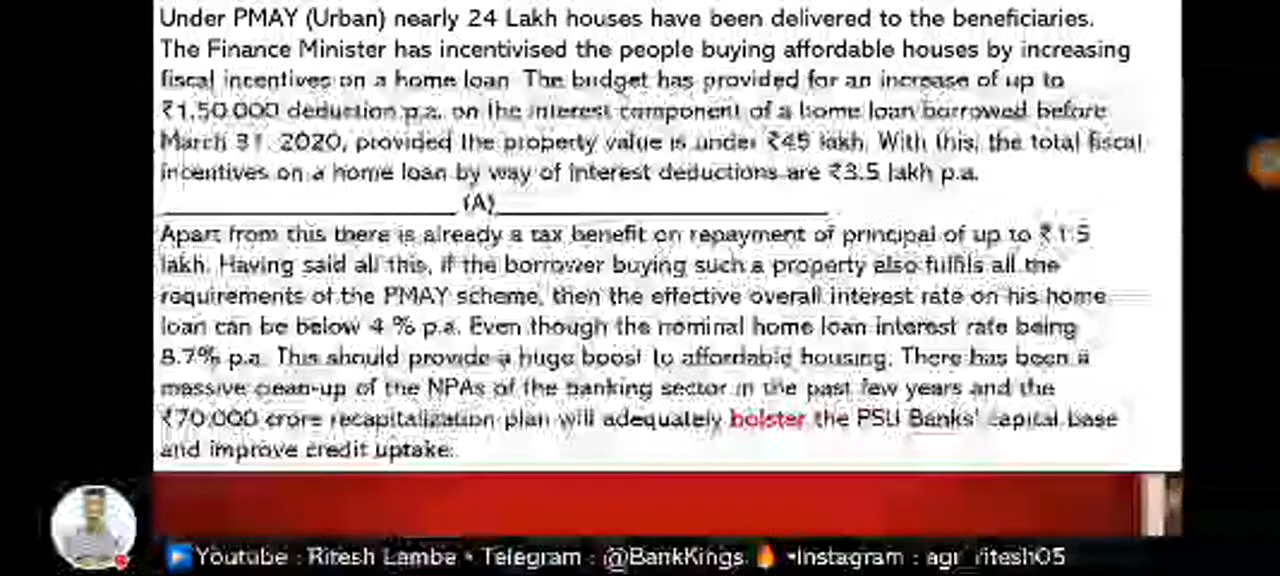 Under PMAY (Urban) nearly 24 Lakh houses have been delivered to the beneficiaries.
The Finance Minister has incentivised the people buying affordable houses by increasing
fiscal incentives on a home loan. The budget has provided for an increase of up to
₹1,50,000 deduction p.a. on the interest component of a home loan borrowed before
March 31, 2020, provided the property value is under ₹45 lakh. With this, the total fiscal
incentives on a home loan by way of interest deductions are ₹3.5 lakh p.a.
____________________(A)_______________________
Apart from this there is already a tax benefit on repayment of principal of up to ₹1.5
lakh. Having said all this, if the borrower buying such a property also fulfils all the
requirements of the PMAY scheme, then the effective overall interest rate on his home
loan can be below 4 % p.a. Even though the nominal home loan interest rate being
8.7% p.a. This should provide a huge boost to affordable housing. There has been a
massive clean-up of the NPAs of the banking sector in the past few years and the
₹70,000 crore recapitalization plan will adequately bolster the PSU Banks' capital base
and improve credit uptake.
Youtube : Ritesh Lambe • Telegram : @BankKings 🔥 •Instagram : agr_ritesh05